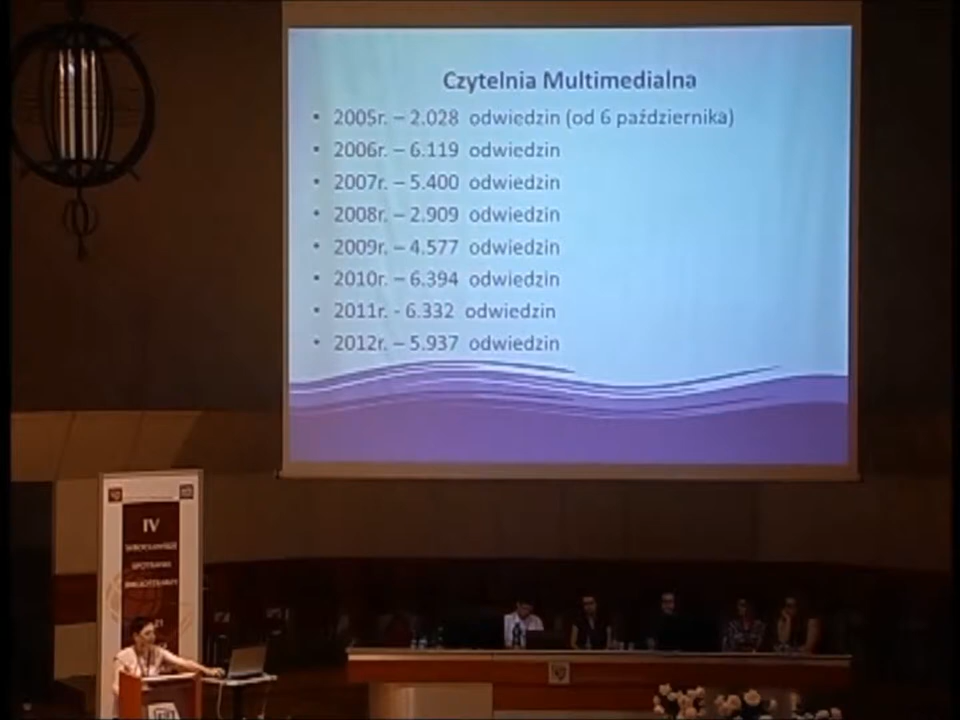 Czytelnia Multimedialna
• 2005r. – 2.028 odwiedzin (od 6 października)
• 2006r. – 6.119 odwiedzin
• 2007r. – 5.400 odwiedzin
• 2008r. – 2.909 odwiedzin
• 2009r. – 4.577 odwiedzin
• 2010r. – 6.394 odwiedzin
• 2011r. - 6.332 odwiedzin
• 2012r. – 5.937 odwiedzin
IV
WROCŁAWSKIE
SPOTKANIA